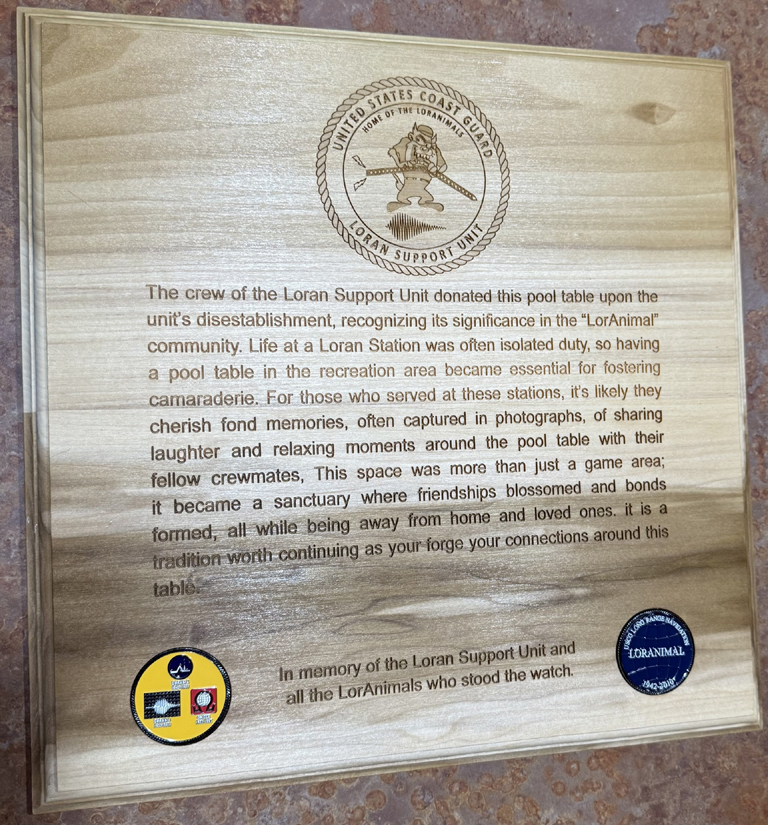 UNITED STATES COAST GUARD
HOME OF THE LORANIMALS
LORAN SUPPORT UNIT
The crew of the Loran Support Unit donated this pool table upon the
unit's disestablishment, recognizing its significance in the “LorAnimal”
community. Life at a Loran Station was often isolated duty, so having
a pool table in the recreation area became essential for fostering
camaraderie. For those who served at these stations, it's likely they
cherish fond memories, often captured in photographs, of sharing
laughter and relaxing moments around the pool table with their
fellow crewmates, This space was more than just a game area;
it became a sanctuary where friendships blossomed and bonds
formed, all while being away from home and loved ones. it is a
tradition worth continuing as your forge your connections around this
table.
In memory of the Loran Support Unit and
all the LorAnimals who stood the watch.
USCG LONG RANGE NAVIGATION
LORANIMAL
1942-2010